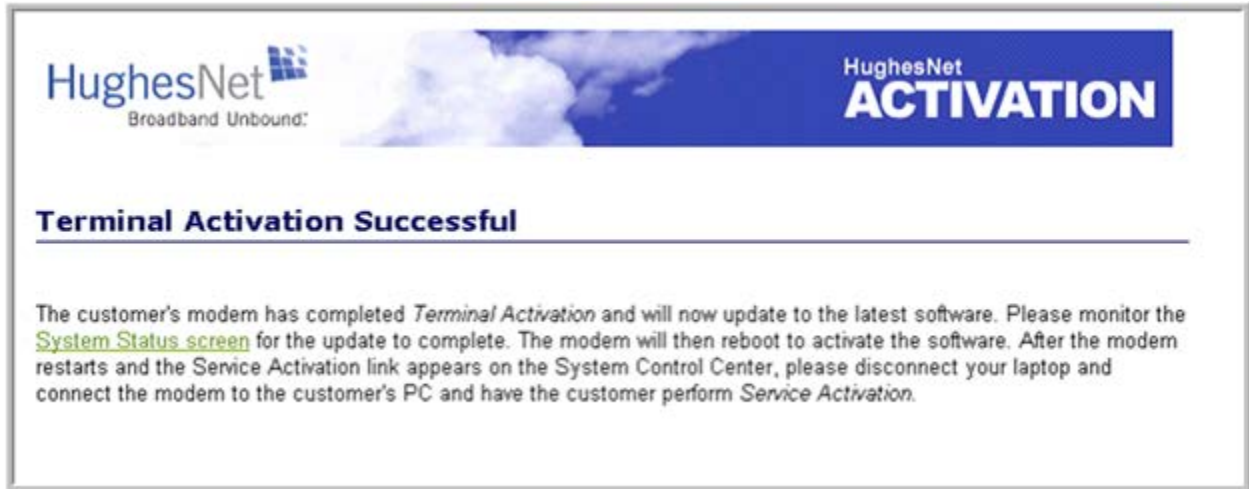 HughesNet
Broadband Unbound.™
HughesNet
ACTIVATION
Terminal Activation Successful
The customer's modem has completed Terminal Activation and will now update to the latest software. Please monitor the
System Status screen for the update to complete. The modem will then reboot to activate the software. After the modem
restarts and the Service Activation link appears on the System Control Center, please disconnect your laptop and
connect the modem to the customer's PC and have the customer perform Service Activation.